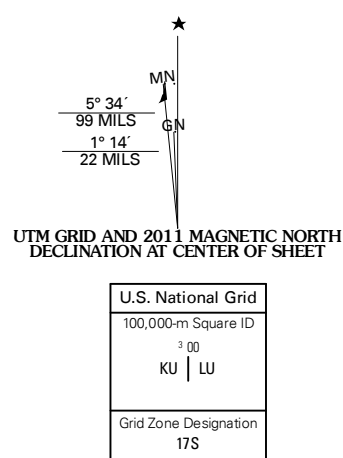 MN
5° 34´
99 MILS
GN
1° 14´
22 MILS
UTM GRID AND 2011 MAGNETIC NORTH
DECLINATION AT CENTER OF SHEET
U.S. National Grid
100,000-m Square ID
3 00
KU | LU
Grid Zone Designation
17S